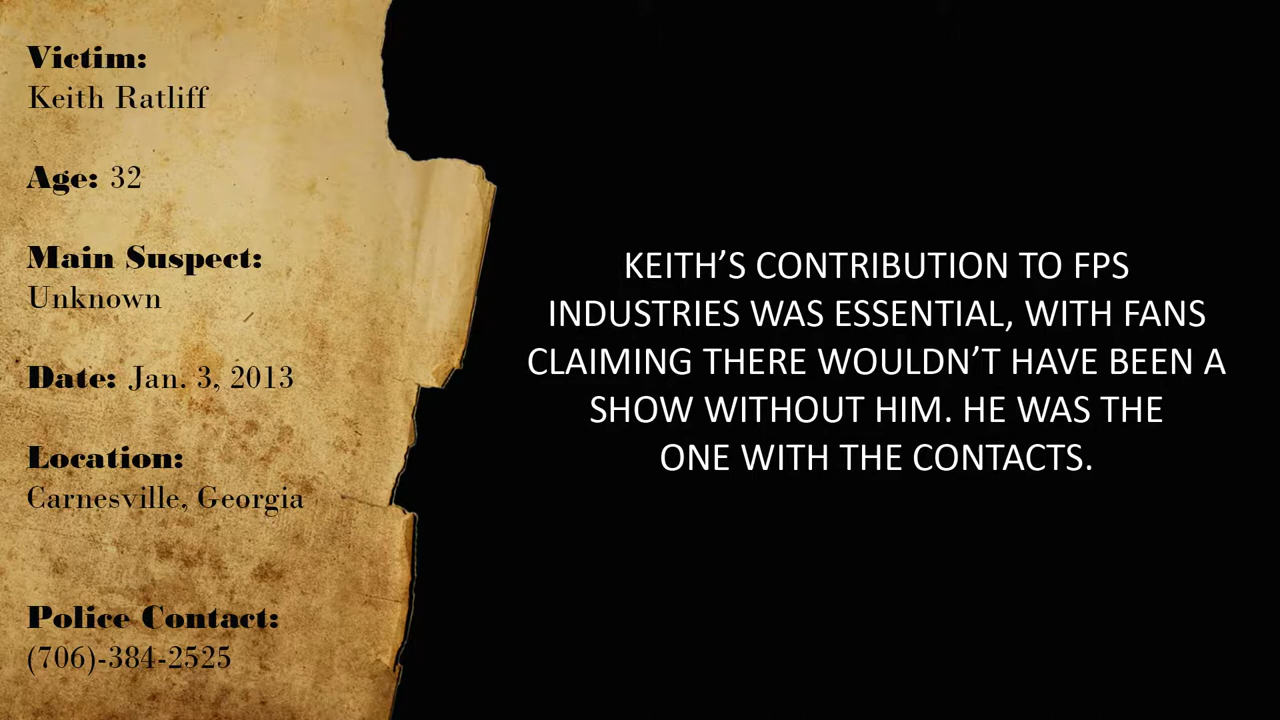 Victim:
Keith Ratliff
Age: 32
Main Suspect:
Unknown
Date: Jan. 3, 2013
Location:
Carnesville, Georgia
Police Contact:
(706)-384-2525
KEITH’S CONTRIBUTION TO FPS
INDUSTRIES WAS ESSENTIAL, WITH FANS
CLAIMING THERE WOULDN’T HAVE BEEN A
SHOW WITHOUT HIM. HE WAS THE
ONE WITH THE CONTACTS.